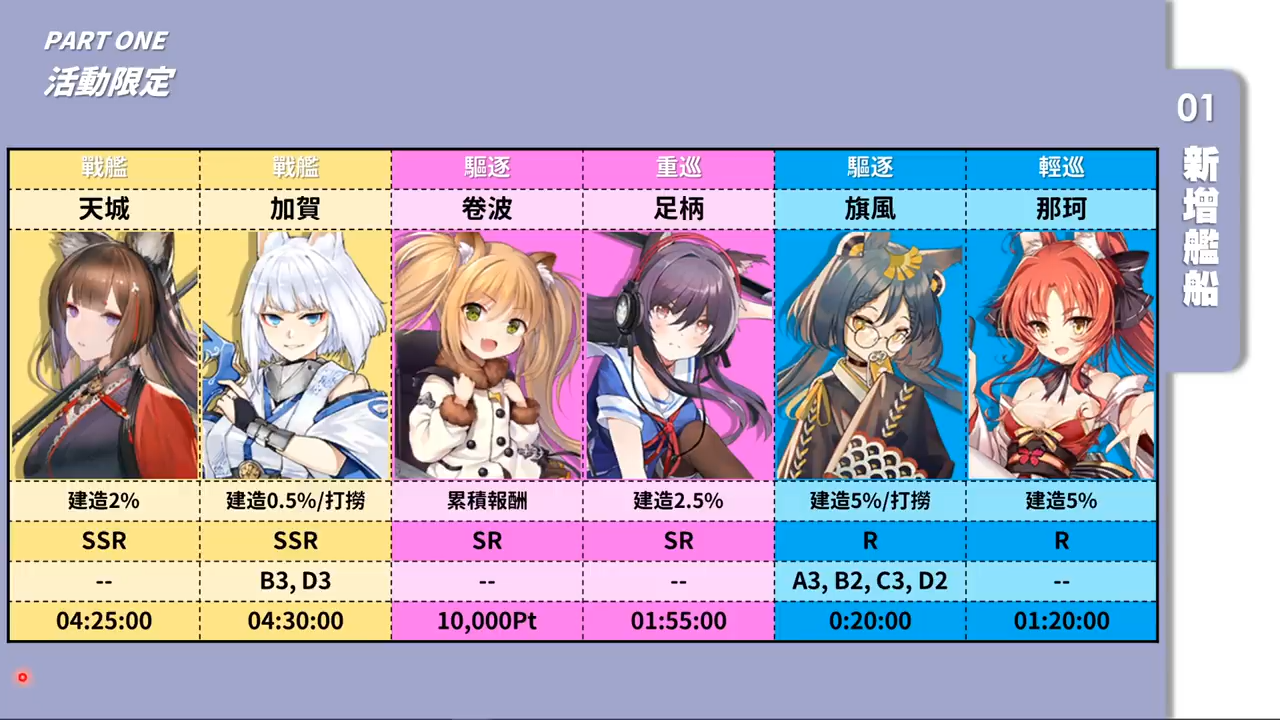 PART ONE
活動限定
01
新增艦船
戰艦 戰艦 驅逐 重巡 驅逐 輕巡
天城 加賀 卷波 足柄 旗風 那珂
建造2% 建造0.5%/打撈 累積報酬 建造2.5% 建造5%/打撈 建造5%
SSR SSR SR SR R R
-- B3, D3 -- -- A3, B2, C3, D2 --
04:25:00 04:30:00 10,000Pt 01:55:00 0:20:00 01:20:00